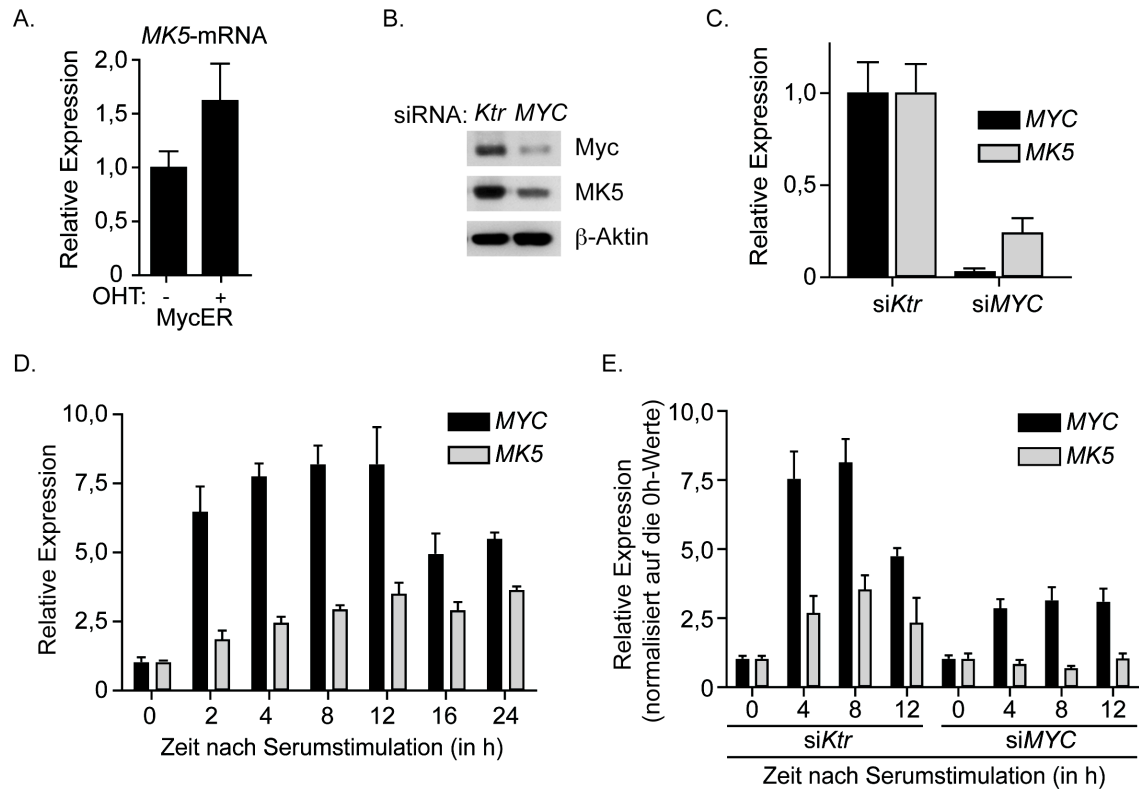 A.
MK5-mRNA
Relative Expression
2,0
1,5
1,0
0,5
0
OHT: - +
MycER
B.
siRNA: Ktr MYC
Myc
MK5
β-Aktin
C.
Relative Expression
1,0
0,5
0
MYC
MK5
siKtr siMYC
D.
Relative Expression
10,0
7,5
5,0
2,5
0
MYC
MK5
0 2 4 8 12 16 24
Zeit nach Serumstimulation (in h)
E.
Relative Expression
(normalisiert auf die 0h-Werte)
10,0
7,5
5,0
2,5
0
MYC
MK5
0 4 8 12 0 4 8 12
siKtr siMYC
Zeit nach Serumstimulation (in h)